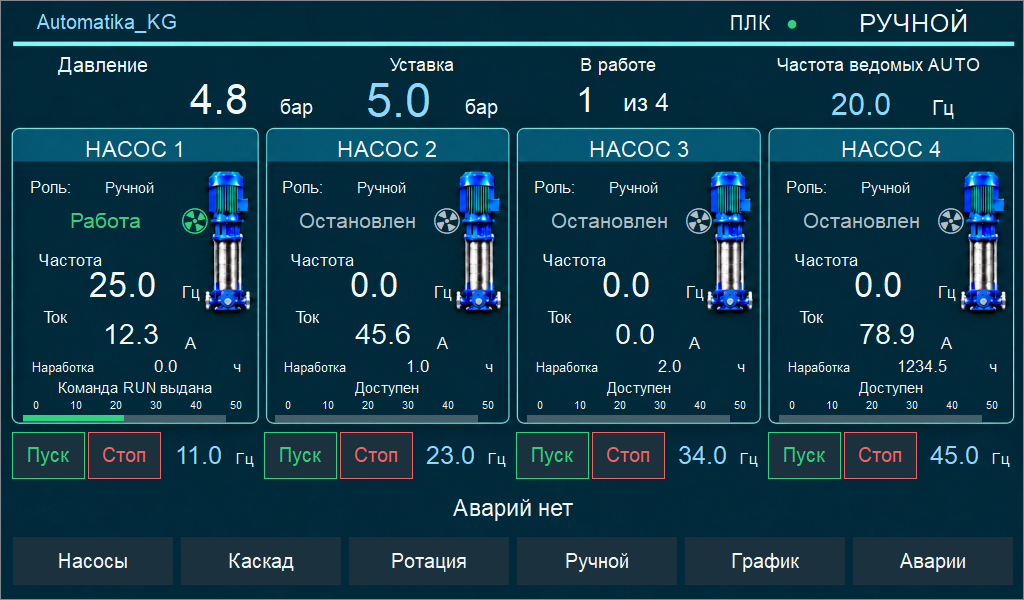 Automatika_KG ПЛК РУЧНОЙ
Давление Уставка В работе Частота ведомых AUTO
4.8 бар 5.0 бар 1 из 4 20.0 Гц
НАСОС 1 НАСОС 2 НАСОС 3 НАСОС 4
Роль: Ручной Роль: Ручной Роль: Ручной Роль: Ручной
Работа Остановлен Остановлен Остановлен
Частота Частота Частота Частота
25.0 Гц 0.0 Гц 0.0 Гц 0.0 Гц
Ток Ток Ток Ток
12.3 А 45.6 А 0.0 А 78.9 А
Наработка 0.0 ч Наработка 1.0 ч Наработка 2.0 ч Наработка 1234.5 ч
Команда RUN выдана Доступен Доступен Доступен
0 10 20 30 40 50 0 10 20 30 40 50 0 10 20 30 40 50 0 10 20 30 40 50
Пуск Стоп 11.0 Гц Пуск Стоп 23.0 Гц Пуск Стоп 34.0 Гц Пуск Стоп 45.0 Гц
Аварий нет
Насосы Каскад Ротация Ручной График Аварии